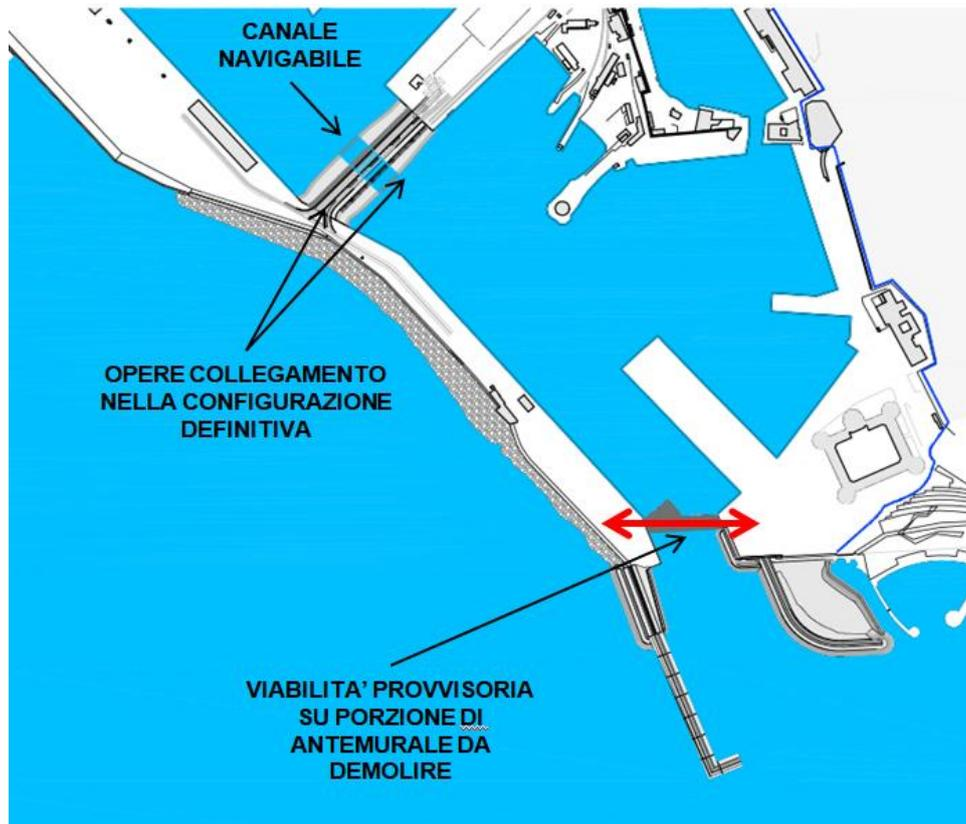 CANALE
NAVIGABILE
OPERE COLLEGAMENTO
NELLA CONFIGURAZIONE
DEFINITIVA
VIABILITA’ PROVVISORIA
SU PORZIONE DI
ANTEMURALE DA
DEMOLIRE